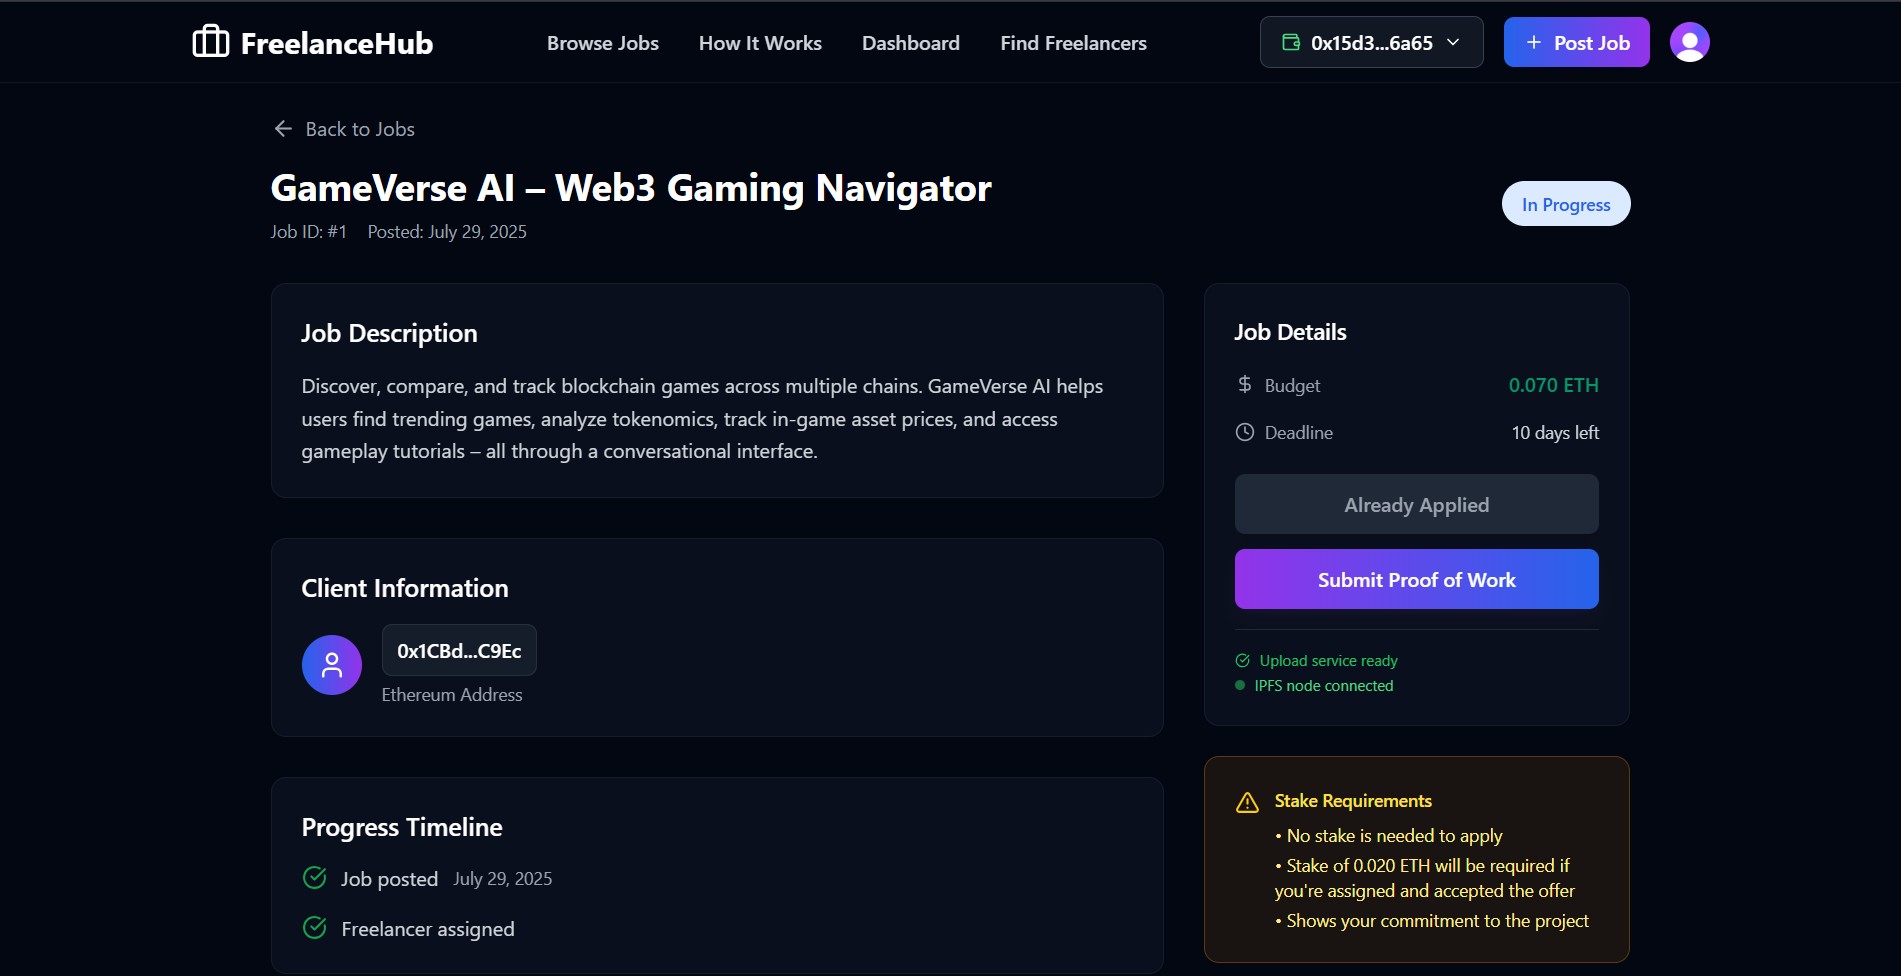 FreelanceHub
Browse Jobs
How It Works
Dashboard
Find Freelancers
0x15d3...6a65
+ Post Job
← Back to Jobs
GameVerse AI – Web3 Gaming Navigator
Job ID: #1 Posted: July 29, 2025
In Progress
Job Description
Discover, compare, and track blockchain games across multiple chains. GameVerse AI helps
users find trending games, analyze tokenomics, track in-game asset prices, and access
gameplay tutorials – all through a conversational interface.
Client Information
0x1CBd...C9Ec
Ethereum Address
Progress Timeline
Job posted July 29, 2025
Freelancer assigned
Job Details
$ Budget 0.070 ETH
Deadline 10 days left
Already Applied
Submit Proof of Work
Upload service ready
IPFS node connected
Stake Requirements
• No stake is needed to apply
• Stake of 0.020 ETH will be required if
you're assigned and accepted the offer
• Shows your commitment to the project